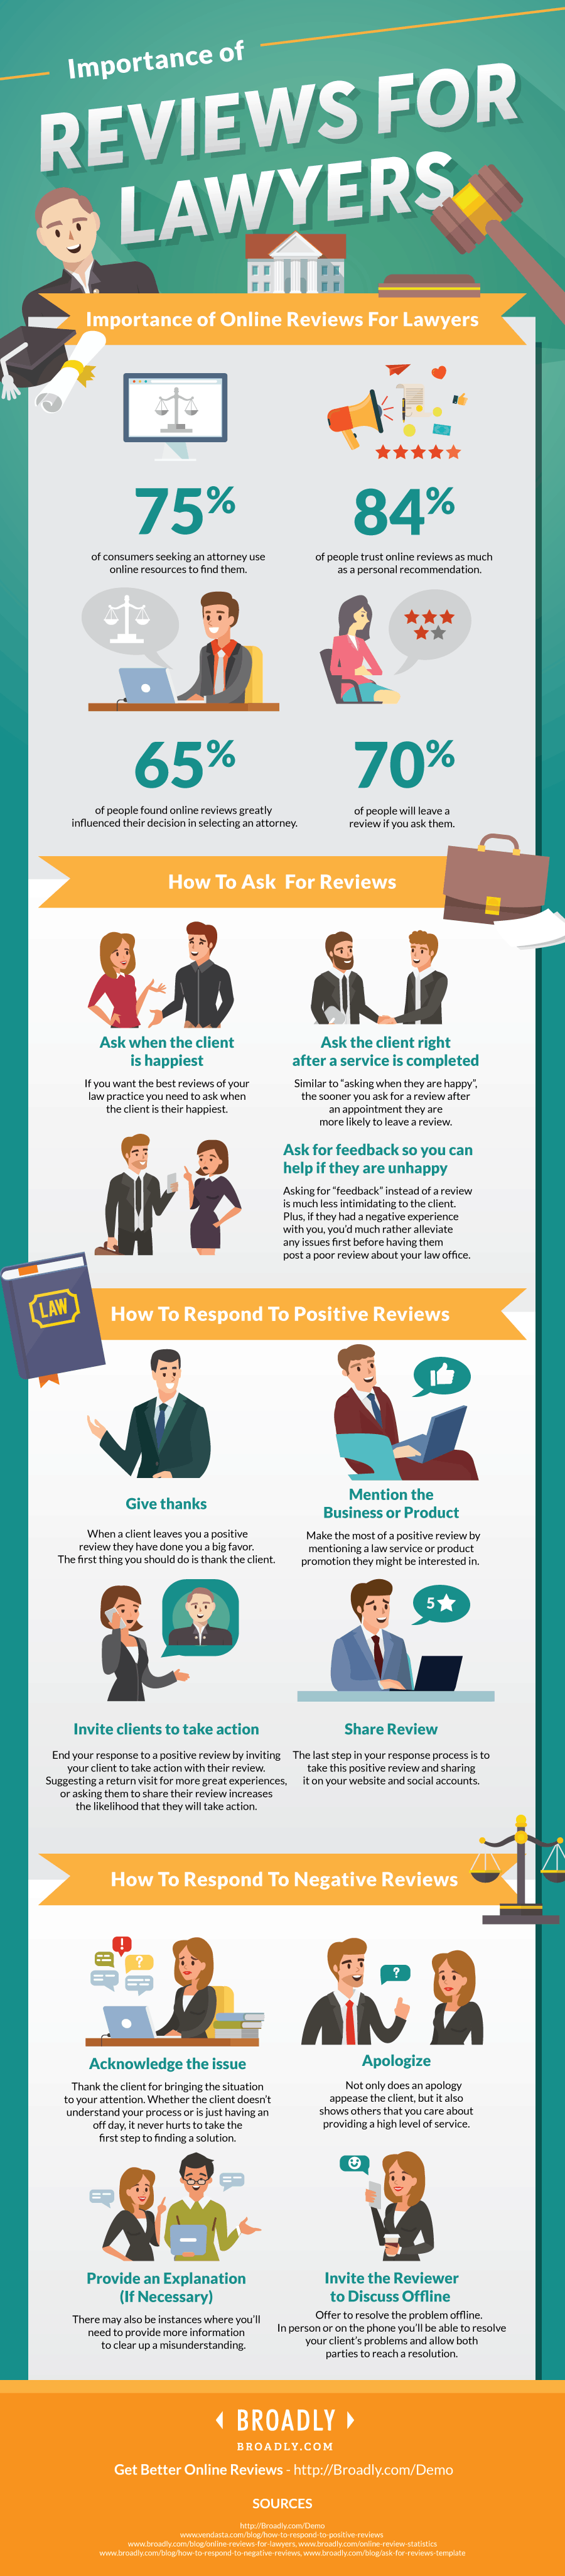 Importance of
REVIEWS FOR
LAWYERS
Importance of Online Reviews For Lawyers
75%
of consumers seeking an attorney use
online resources to find them.
84%
of people trust online reviews as much
as a personal recommendation.
65%
of people found online reviews greatly
influenced their decision in selecting an attorney.
70%
of people will leave a
review if you ask them.
How To Ask For Reviews
Ask when the client
is happiest
If you want the best reviews of your
law practice you need to ask when
the client is their happiest.
Ask the client right
after a service is completed
Similar to “asking when they are happy”,
the sooner you ask for a review after
an appointment they are
more likely to leave a review.
Ask for feedback so you can
help if they are unhappy
Asking for “feedback” instead of a review
is much less intimidating to the client.
Plus, if they had a negative experience
with you, you’d much rather alleviate
any issues first before having them
post a poor review about your law office.
LAW
How To Respond To Positive Reviews
Give thanks
When a client leaves you a positive
review they have done you a big favor.
The first thing you should do is thank the client.
Mention the
Business or Product
Make the most of a positive review by
mentioning a law service or product
promotion they might be interested in.
5
Invite clients to take action
End your response to a positive review by inviting
your client to take action with their review.
Suggesting a return visit for more great experiences,
or asking them to share their review increases
the likelihood that they will take action.
Share Review
The last step in your response process is to
take this positive review and sharing
it on your website and social accounts.
How To Respond To Negative Reviews
!
?
?
Acknowledge the issue
Thank the client for bringing the situation
to your attention. Whether the client doesn’t
understand your process or is just having an
off day, it never hurts to take the
first step to finding a solution.
Apologize
Not only does an apology
appease the client, but it also
shows others that you care about
providing a high level of service.
Provide an Explanation
(If Necessary)
There may also be instances where you’ll
need to provide more information
to clear up a misunderstanding.
Invite the Reviewer
to Discuss Offline
Offer to resolve the problem offline.
In person or on the phone you’ll be able to resolve
your client’s problems and allow both
parties to reach a resolution.
BROADLY
BROADLY.COM
Get Better Online Reviews - http://Broadly.com/Demo
SOURCES
http://Broadly.com/Demo
www.vendasta.com/blog/how-to-respond-to-positive-reviews
www.broadly.com/blog/online-reviews-for-lawyers, www.broadly.com/online-review-statistics
www.broadly.com/blog/how-to-respond-to-negative-reviews, www.broadly.com/blog/ask-for-reviews-template